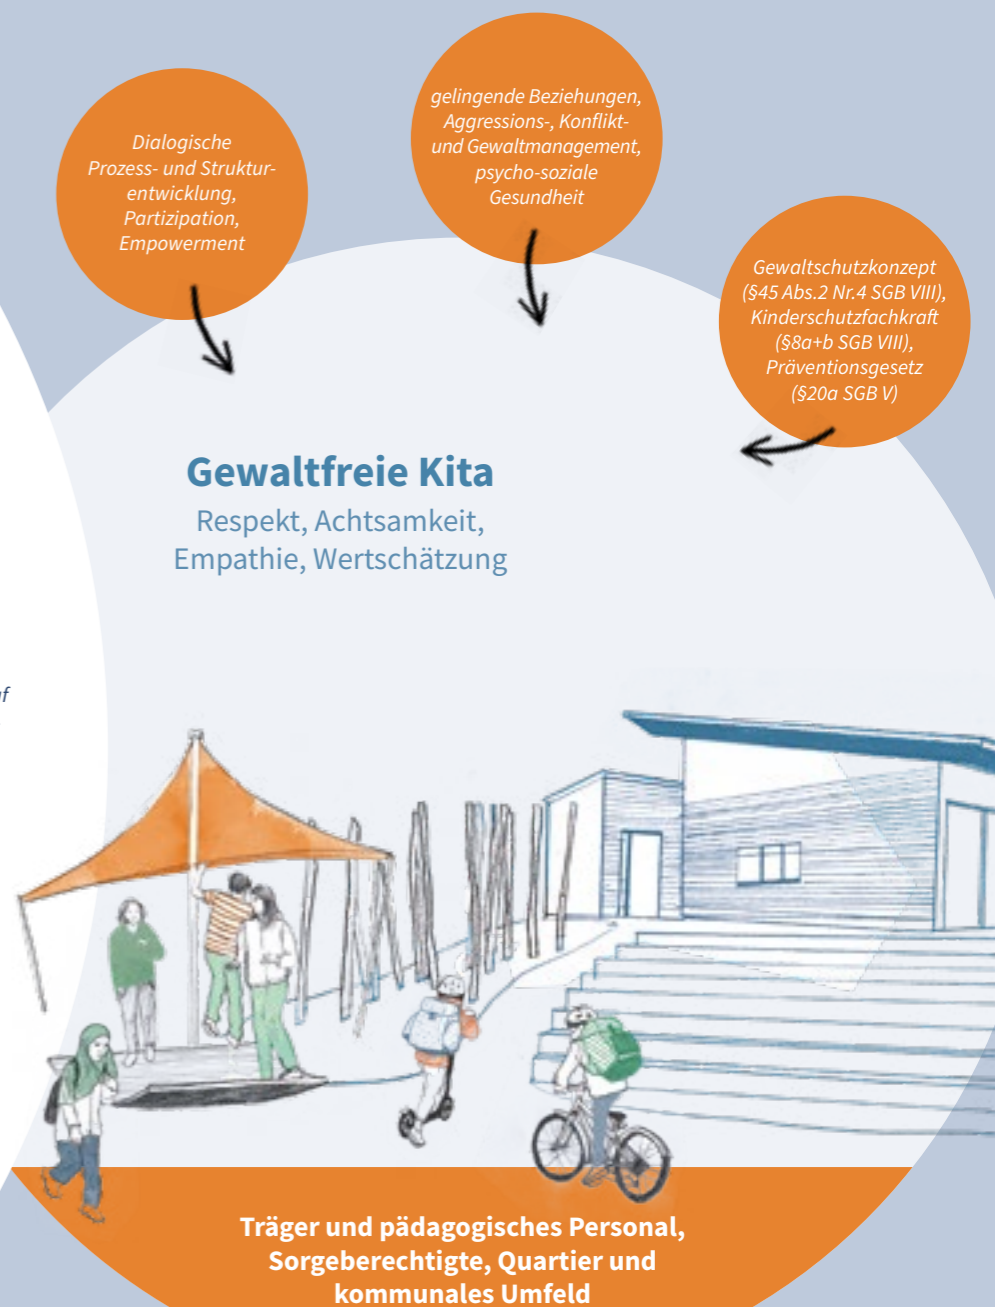 gelingende Beziehungen,
Aggressions-, Konflikt-
und Gewaltmanagement,
psycho-soziale
Gesundheit
Dialogische
Prozess- und Struktur-
entwicklung,
Partizipation,
Empowerment
Gewaltschutzkonzept
(§45 Abs.2 Nr.4 SGB VIII),
Kinderschutzfachkraft
(§8a+b SGB VIII),
Präventionsgesetz
(§20a SGB V)
Gewaltfreie Kita
Respekt, Achtsamkeit,
Empathie, Wertschätzung
Träger und pädagogisches Personal,
Sorgeberechtigte, Quartier und
kommunales Umfeld